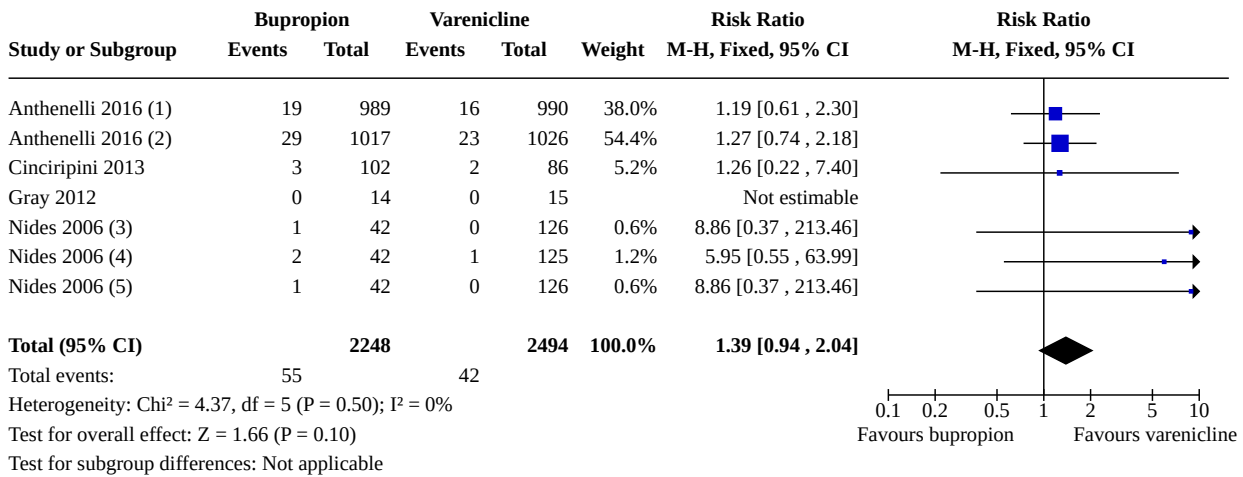 Bupropion Varenicline Risk Ratio Risk Ratio
Study or Subgroup Events Total Events Total Weight M-H, Fixed, 95% CI M-H, Fixed, 95% CI
Anthenelli 2016 (1) 19 989 16 990 38.0% 1.19 [0.61 , 2.30]
Anthenelli 2016 (2) 29 1017 23 1026 54.4% 1.27 [0.74 , 2.18]
Cinciripini 2013 3 102 2 86 5.2% 1.26 [0.22 , 7.40]
Gray 2012 0 14 0 15 Not estimable
Nides 2006 (3) 1 42 0 126 0.6% 8.86 [0.37 , 213.46]
Nides 2006 (4) 2 42 1 125 1.2% 5.95 [0.55 , 63.99]
Nides 2006 (5) 1 42 0 126 0.6% 8.86 [0.37 , 213.46]
Total (95% CI) 2248 2494 100.0% 1.39 [0.94 , 2.04]
Total events: 55 42
Heterogeneity: Chi² = 4.37, df = 5 (P = 0.50); I² = 0%
0.1 0.2 0.5 1 2 5 10
Test for overall effect: Z = 1.66 (P = 0.10)
Favours bupropion Favours varenicline
Test for subgroup differences: Not applicable